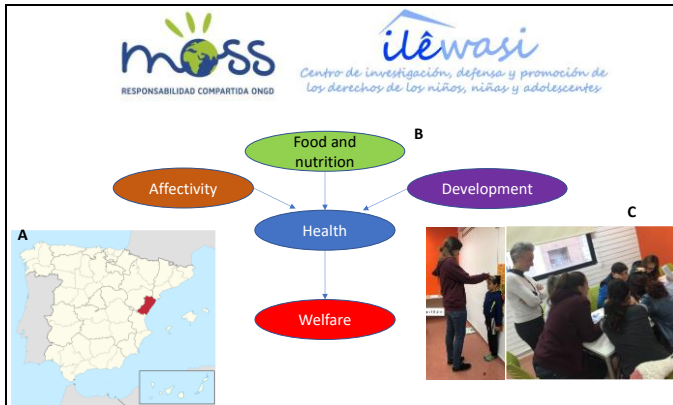 moss
RESPONSABILIDAD COMPARTIDA ONGD
ilêwasi
Centro de investigación, defensa y promoción de
los derechos de los niños, niñas y adolescentes
B
Food and
nutrition
Affectivity
Development
Health
Welfare
A
C